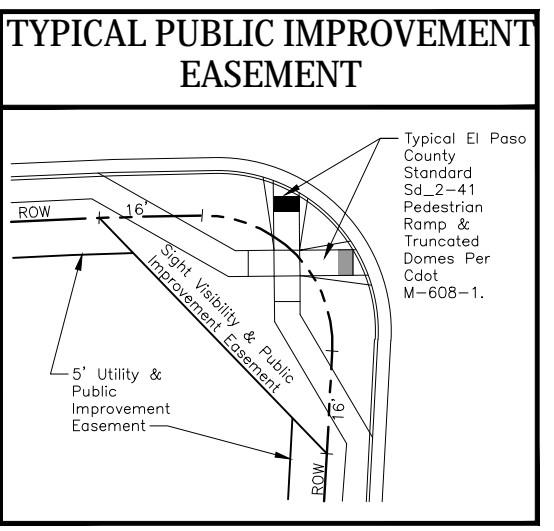 TYPICAL PUBLIC IMPROVEMENT
EASEMENT
Typical El Paso
County
Standard
Sd_2-41
Pedestrian
Ramp &
Truncated
Domes Per
Cdot
M-608-1.
ROW
16'
Sight Visibility & Public
Improvement Easement
5' Utility &
Public
Improvement
Easement
16'
ROW